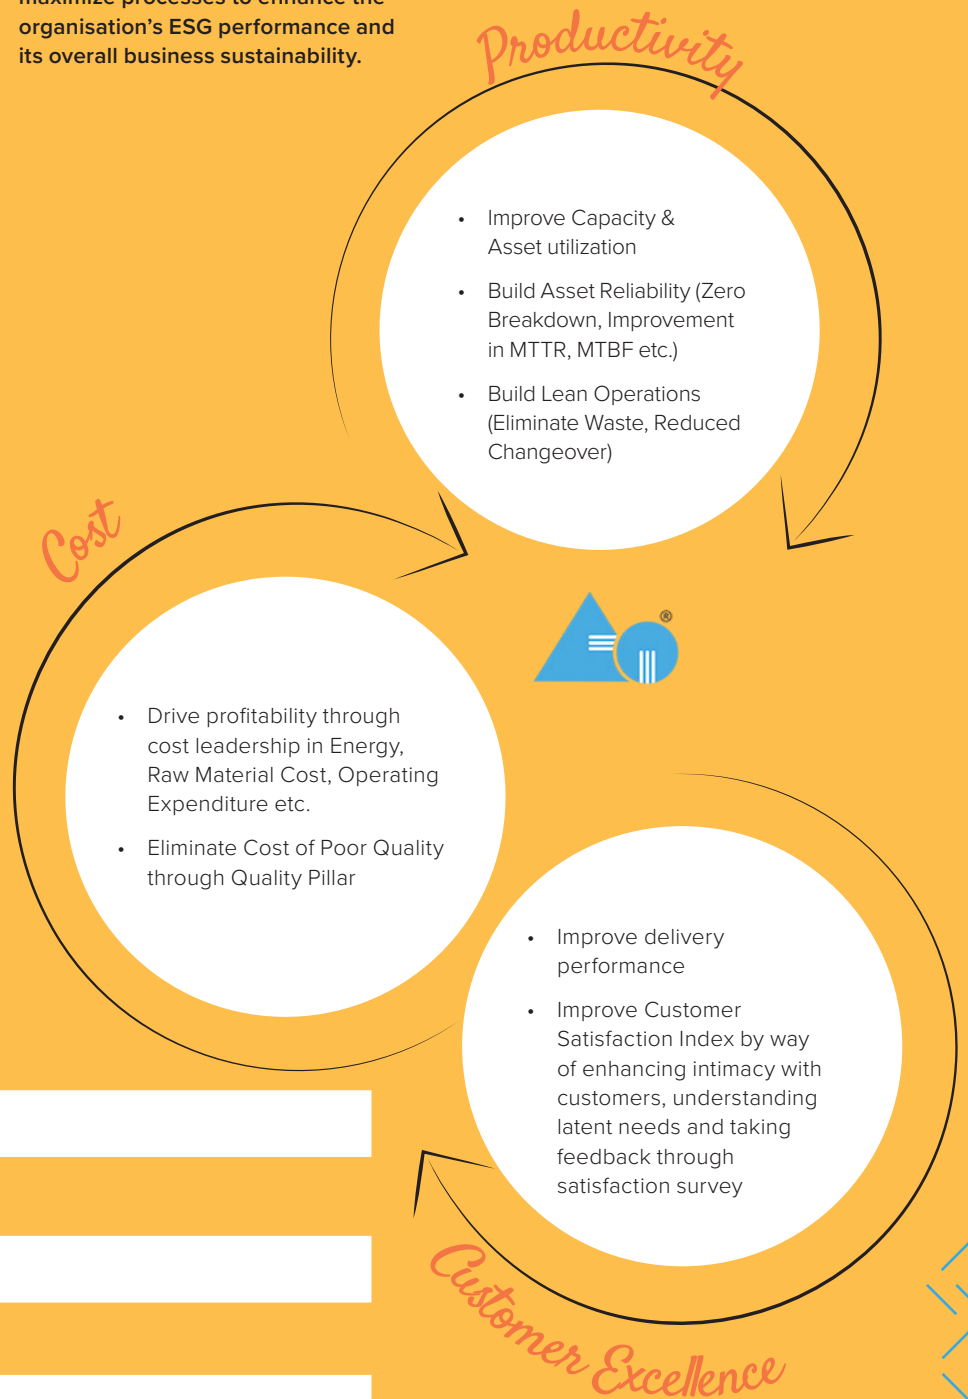 organisation's ESG performance and
its overall business sustainability.
Productivity
• Improve Capacity &
Asset utilization
• Build Asset Reliability (Zero
Breakdown, Improvement
in MTTR, MTBF etc.)
• Build Lean Operations
(Eliminate Waste, Reduced
Changeover)
Cost
• Drive profitability through
cost leadership in Energy,
Raw Material Cost, Operating
Expenditure etc.
• Eliminate Cost of Poor Quality
through Quality Pillar
®
• Improve delivery
performance
• Improve Customer
Satisfaction Index by way
of enhancing intimacy with
customers, understanding
latent needs and taking
feedback through
satisfaction survey
Customer Excellence